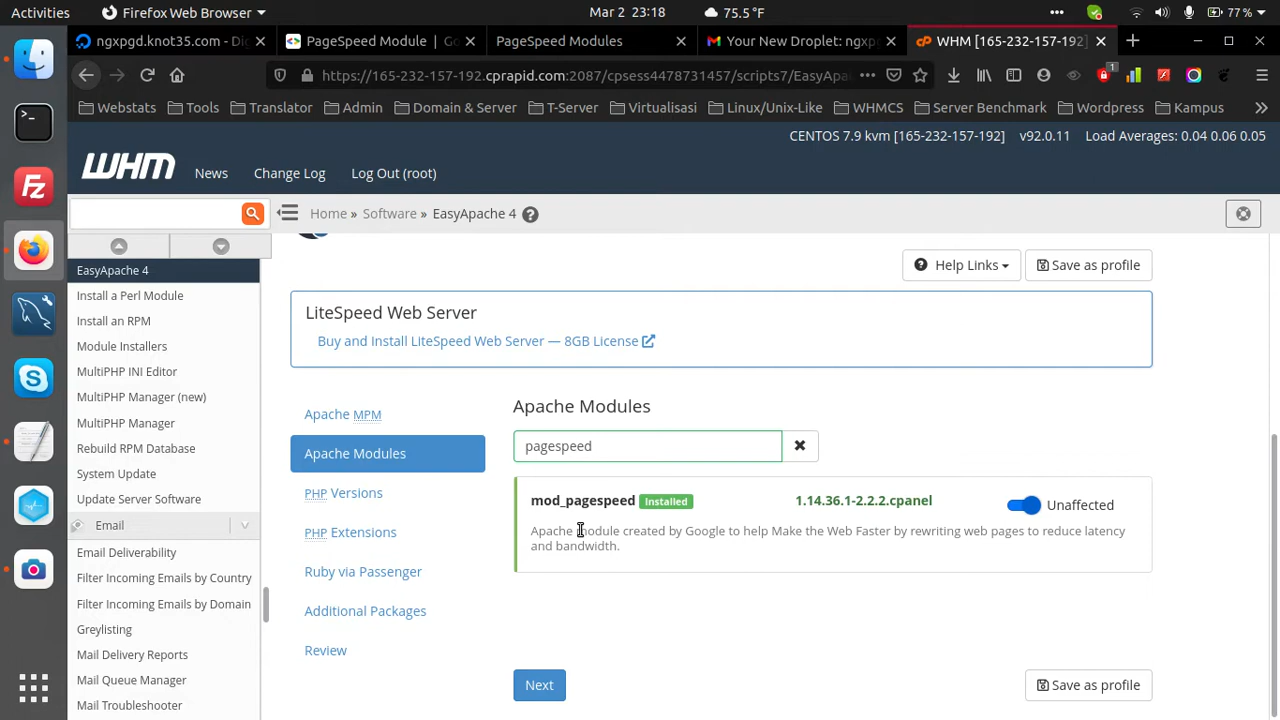 Activities
Firefox Web Browser
Mar 2 23:18
75.5 °F
77 %
ngxpgd.knot35.com - Di
PageSpeed Module | Go
PageSpeed Modules
Your New Droplet: ngxp
WHM [165-232-157-192]
https://165-232-157-192.cprapid.com:2087/cpsess4478731457/scripts7/EasyApa
1
Webstats
Tools
Translator
Admin
Domain & Server
T-Server
Virtualisasi
Linux/Unix-Like
WHMCS
Server Benchmark
Wordpress
Kampus
CENTOS 7.9 kvm [165-232-157-192] v92.0.11 Load Averages: 0.04 0.06 0.05
WHM
News
Change Log
Log Out (root)
Home » Software » EasyApache 4
EasyApache 4
Install a Perl Module
Install an RPM
Module Installers
MultiPHP INI Editor
MultiPHP Manager (new)
MultiPHP Manager
Rebuild RPM Database
System Update
Update Server Software
Email
Email Deliverability
Filter Incoming Emails by Country
Filter Incoming Emails by Domain
Greylisting
Mail Delivery Reports
Mail Queue Manager
Mail Troubleshooter
Help Links
Save as profile
LiteSpeed Web Server
Buy and Install LiteSpeed Web Server — 8GB License
Apache MPM
Apache Modules
PHP Versions
PHP Extensions
Ruby via Passenger
Additional Packages
Review
Apache Modules
pagespeed
mod_pagespeed Installed 1.14.36.1-2.2.2.cpanel Unaffected
Apache module created by Google to help Make the Web Faster by rewriting web pages to reduce latency
and bandwidth.
Next
Save as profile